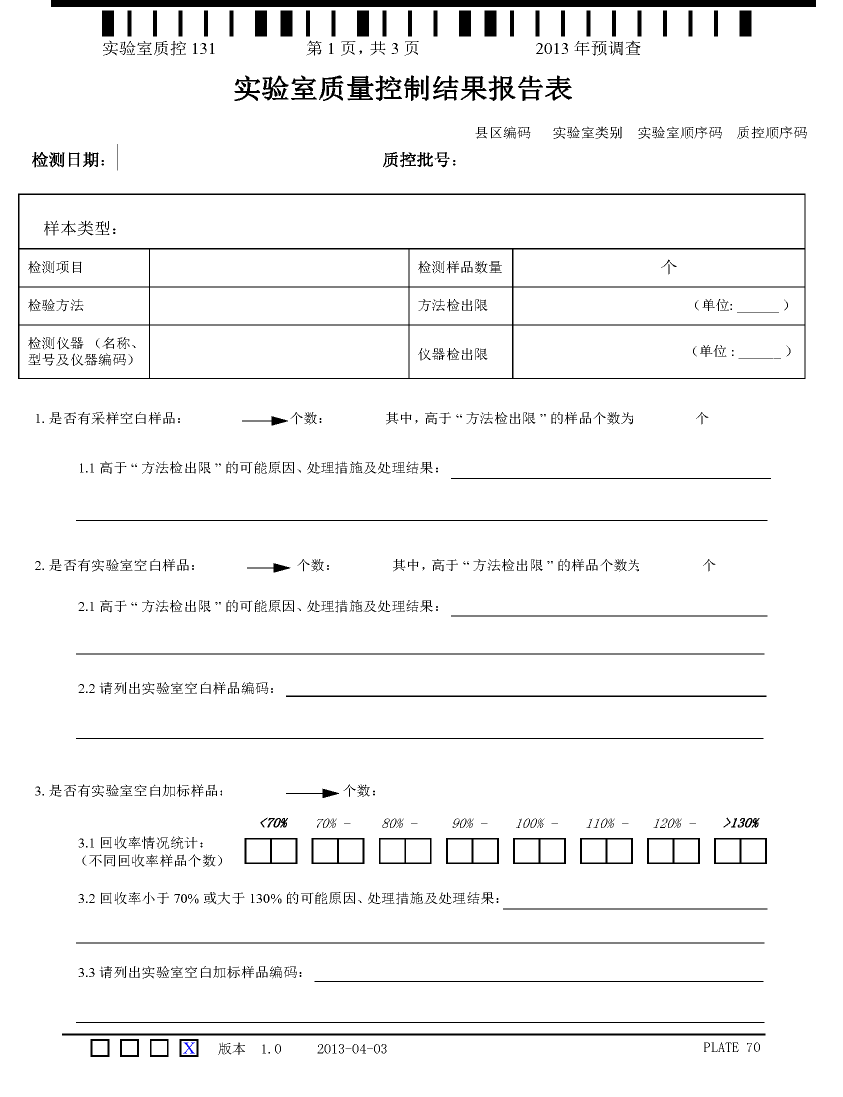 实验室质控 131 第 1 页, 共 3 页 2013 年预调查
实验室质量控制结果报告表
县区编码 实验室类别 实验室顺序码 质控顺序码
检测日期: 质控批号:
样本类型:
检测项目 检测样品数量 个
检验方法 方法检出限 （单位: ______ ）
检测仪器 （名称、
型号及仪器编码） 仪器检出限 （单位 : ______ ）
1. 是否有采样空白样品: 个数: 其中, 高于 “ 方法检出限 ” 的样品个数为 个
1.1 高于 “ 方法检出限 ” 的可能原因、处理措施及处理结果:
2. 是否有实验室空白样品: 个数: 其中, 高于 “ 方法检出限 ” 的样品个数为 个
2.1 高于 “ 方法检出限 ” 的可能原因、处理措施及处理结果:
2.2 请列出实验室空白样品编码:
3. 是否有实验室空白加标样品: 个数:
<70% 70% - 80% - 90% - 100% - 110% - 120% - >130%
3.1 回收率情况统计:
（不同回收率样品个数）
3.2 回收率小于 70% 或大于 130% 的可能原因、处理措施及处理结果:
3.3 请列出实验室空白加标样品编码:
X 版本 1.0 2013-04-03 PLATE 70